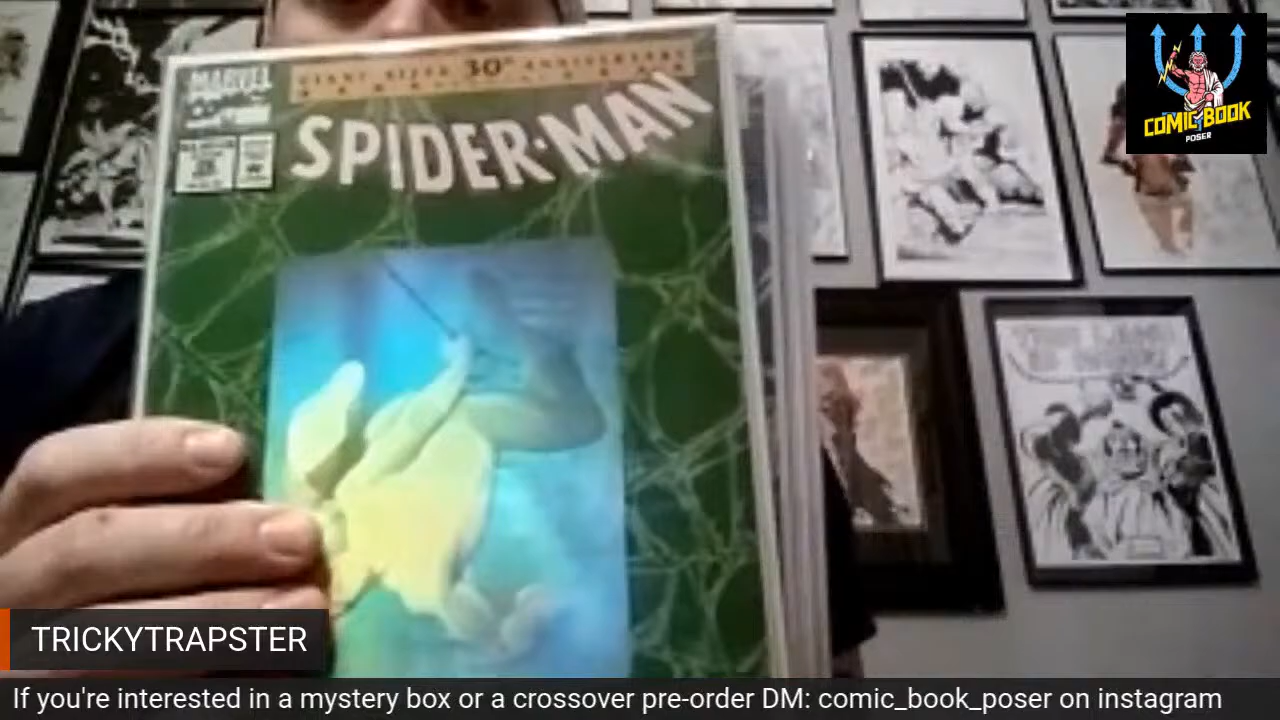 GIANT SIZED 30th ANNIVERSARY
MARVEL
COMICS
SPIDER-MAN
COMIC BOOK
POSER
TRICKYTRAPSTER
If you're interested in a mystery box or a crossover pre-order DM: comic_book_poser on instagram